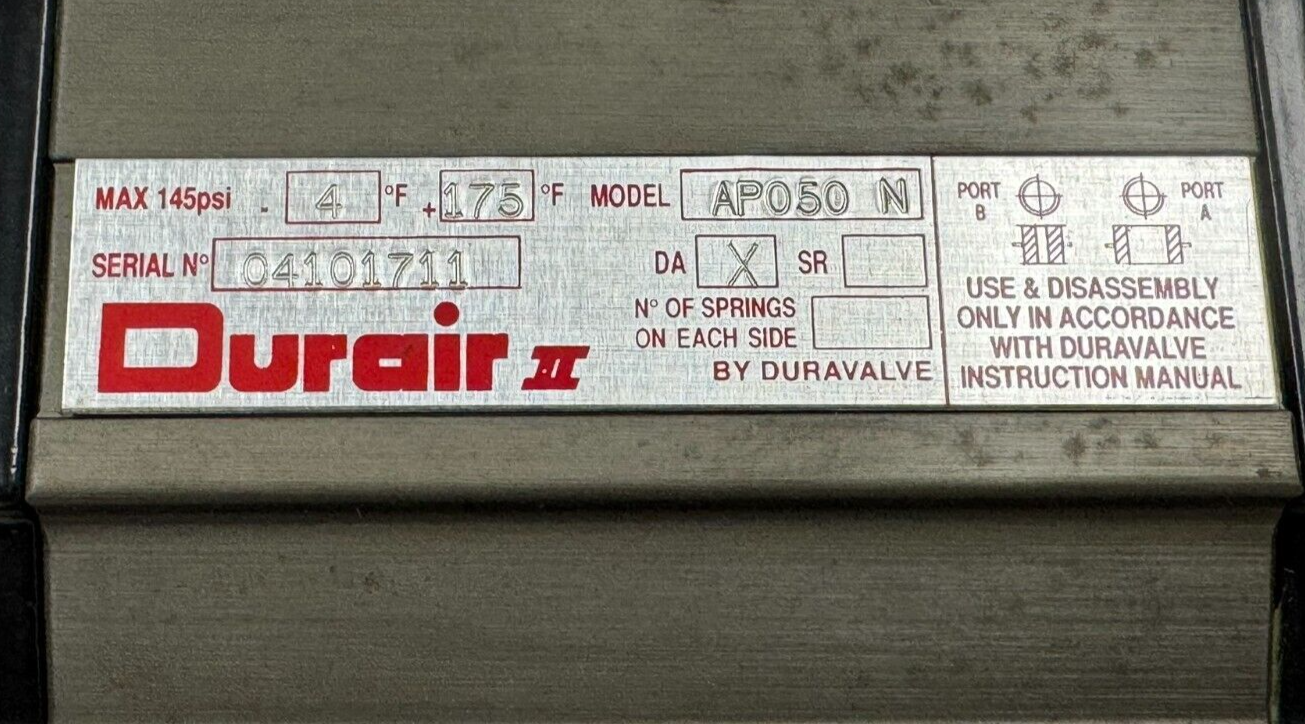 MAX 145psi - 4 °F +175 °F MODEL AP050 N
SERIAL N° 04101711 DA X SR
N° OF SPRINGS
ON EACH SIDE
Durair II
BY DURAVALVE
PORT B PORT A
USE & DISASSEMBLY
ONLY IN ACCORDANCE
WITH DURAVALVE
INSTRUCTION MANUAL